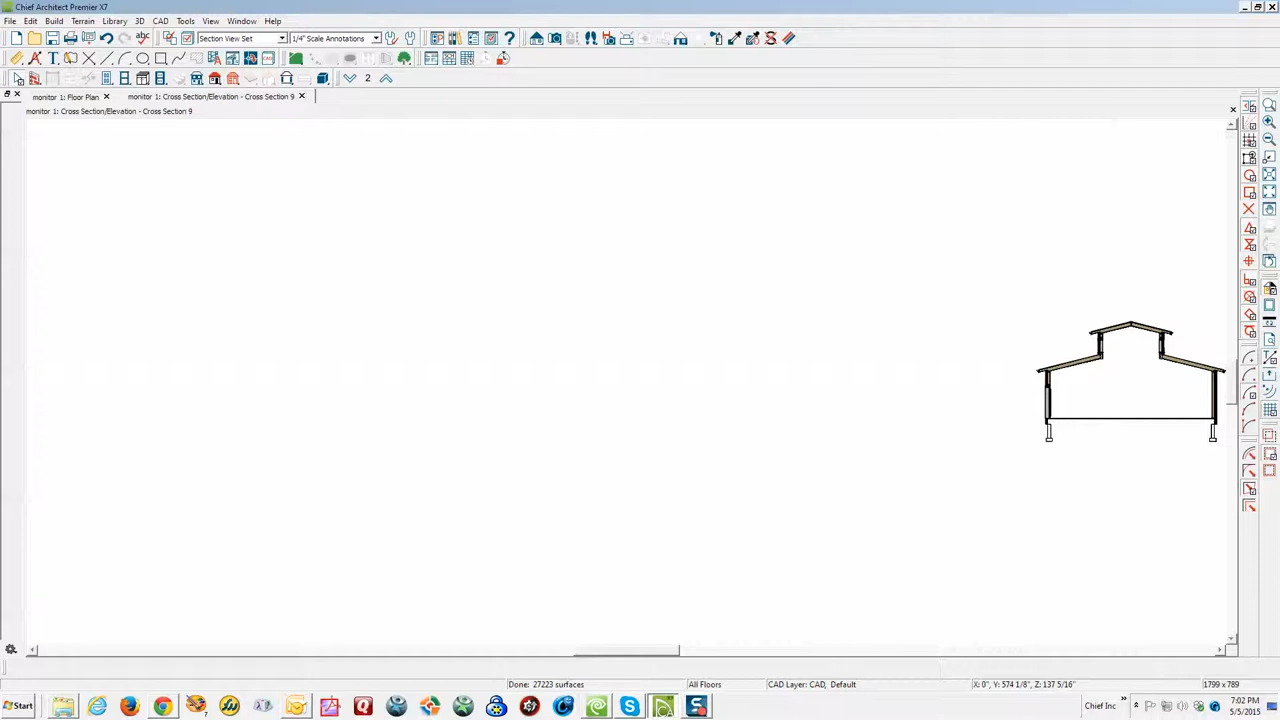 Chief Architect Premier X7
File Edit Build Terrain Library 3D CAD Tools View Window Help
Section View Set 1/4" Scale Annotations
2
monitor 1: Floor Plan monitor 1: Cross Section/Elevation - Cross Section 9
monitor 1: Cross Section/Elevation - Cross Section 9
Done: 27223 surfaces All Floors CAD Layer: CAD, Default X: 0", Y: 574 1/8", Z: 137 5/16" 1799 x 789
Start Chief Inc 7:02 PM
5/5/2015